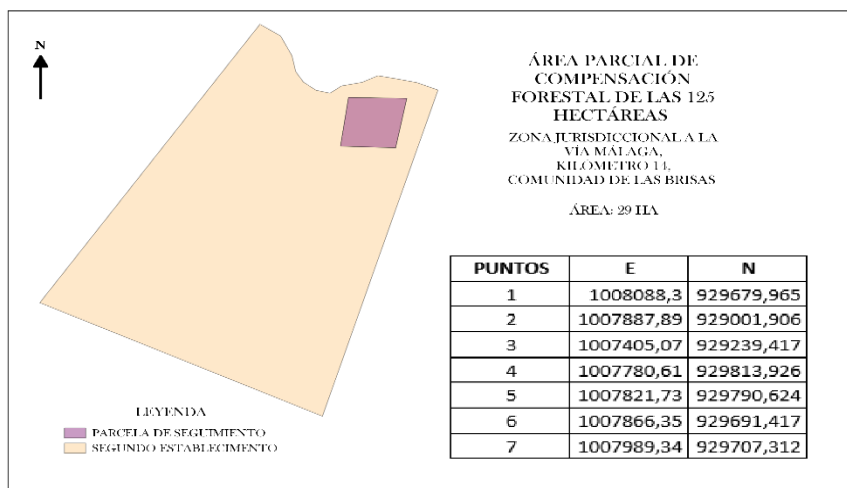 N
ÁREA PARCIAL DE
COMPENSACIÓN
FORESTAL DE LAS 125
HECTÁREAS
ZONA JURISDICCIONAL A LA
VÍA MÁLAGA,
KILOMETRO 14,
COMUNIDAD DE LAS BRISAS
ÁREA: 29 HA
PUNTOS E N
1 1008088,3 929679,965
2 1007887,89 929001,906
3 1007405,07 929239,417
4 1007780,61 929813,926
5 1007821,73 929790,624
6 1007866,35 929691,417
7 1007989,34 929707,312
LEYENDA
PARCELA DE SEGUIMIENTO
SEGUNDO ESTABLECIMENTO